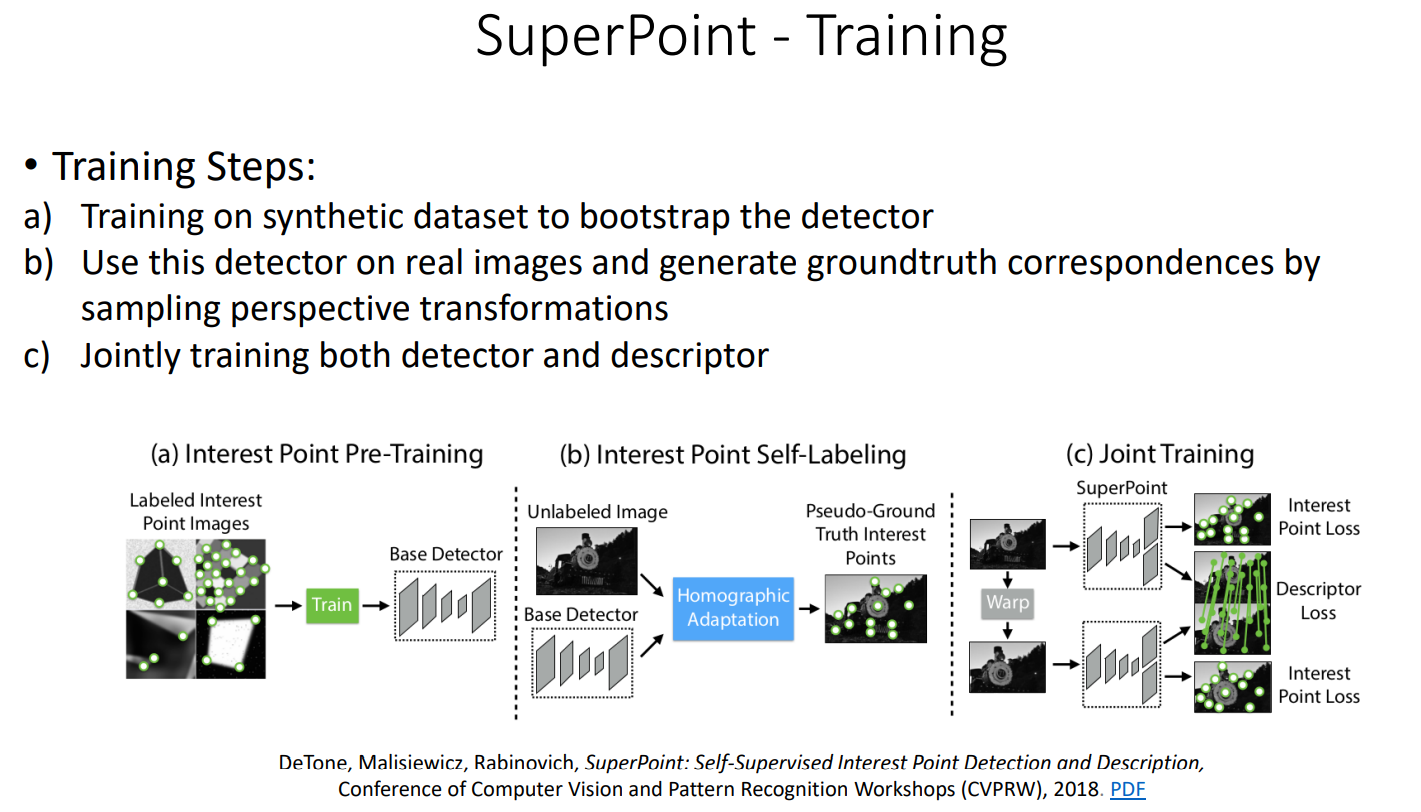 SuperPoint - Training
• Training Steps:
a) Training on synthetic dataset to bootstrap the detector
b) Use this detector on real images and generate groundtruth correspondences by
sampling perspective transformations
c) Jointly training both detector and descriptor
(a) Interest Point Pre-Training
Labeled Interest
Point Images
Train
Base Detector
(b) Interest Point Self-Labeling
Unlabeled Image
Base Detector
Homographic
Adaptation
Pseudo-Ground
Truth Interest
Points
(c) Joint Training
SuperPoint
Warp
Interest
Point Loss
Descriptor
Loss
Interest
Point Loss
DeTone, Malisiewicz, Rabinovich, SuperPoint: Self-Supervised Interest Point Detection and Description,
Conference of Computer Vision and Pattern Recognition Workshops (CVPRW), 2018. PDF